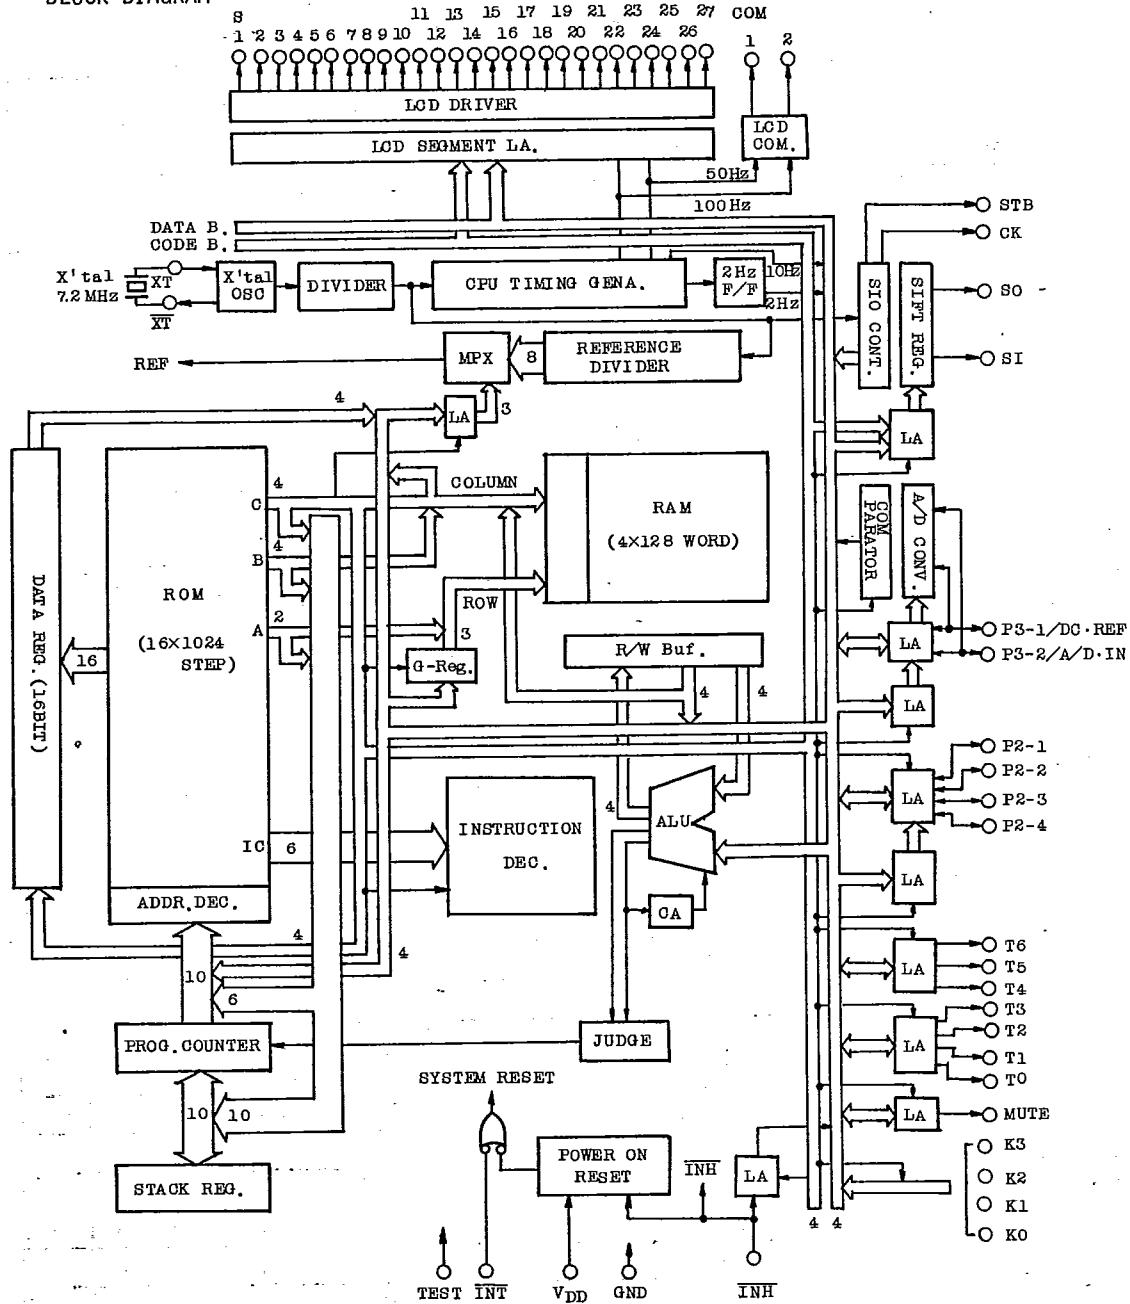 BLOCK DIAGRAM
S 11 13 15 17 19 21 23 25 27 COM
1 2 3 4 5 6 7 8 9 10 12 14 16 18 20 22 24 26 1 2
LCD DRIVER
LCD SEGMENT LA.
LCD COM.
50Hz
100Hz
DATA B.
CODE B.
STB
CK
X'tal
7.2 MHz
XT
X̅T̅
X'tal
OSC
DIVIDER
CPU TIMING GENA.
2Hz
F/F
10Hz
2Hz
SIO CONT.
SIFT REG.
SO
SI
REF
MPX
8
REFERENCE
DIVIDER
4
LA
3
LA
DATA REG. (16BIT)
16
ROM
(16×1024
STEP)
C
4
B
4
A
2
IC
6
ADDR.DEC.
COLUMN
RAM
(4×128 WORD)
ROW
3
G-Reg.
R/W Buf.
4
4
COM
PARATOR
A/D CONV.
LA
P3-1/DC·REF
P3-2/A/D·IN
LA
P2-1
P2-2
LA
P2-3
P2-4
INSTRUCTION
DEC.
4
ALU
CA
LA
4
4
10
6
T6
LA
T5
T4
T3
T2
LA
T1
T0
PROG.COUNTER
JUDGE
SYSTEM RESET
10
10
LA
MUTE
K3
K2
K1
K0
STACK REG.
POWER ON
RESET
I̅N̅H̅
LA
4 4
TEST
I̅N̅T̅
VDD
GND
I̅N̅H̅